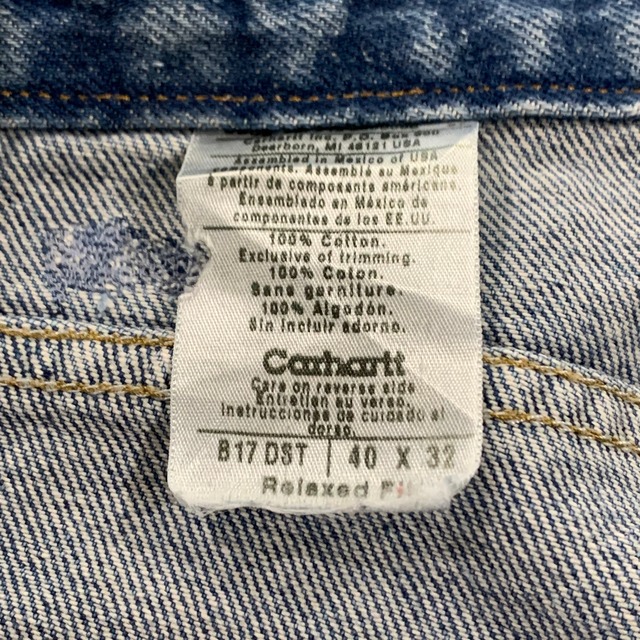 Dearborn, MI 48121 USA
Assembled in Mexico of USA
Assemblé au Mexique
à partir de composants américains.
Ensamblado en México de
componentes de los EE.UU.
100% Cotton.
Exclusive of trimming.
100% Coton.
Sans garniture.
100% Algodón.
Sin incluir adorno.
Carhartt
Care on reverse side
Entretien au verso.
Instrucciones de cuidado al
dorso.
B17 DST | 40 X 32
Relaxed Fit